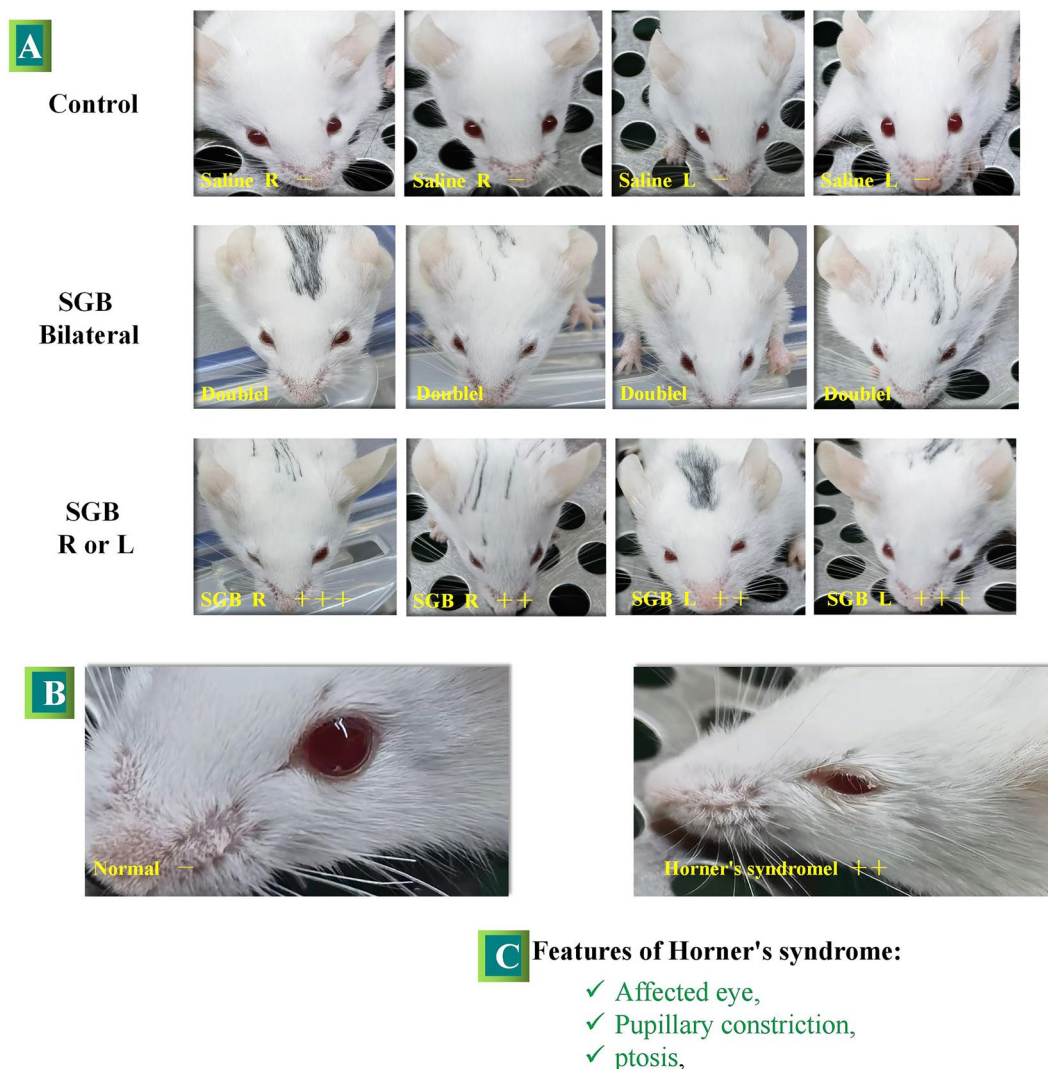 A
Control
Saline R －
Saline R －
Saline L －
Saline L －
SGB
Bilateral
Doublel
Doublel
Doublel
Doublel
SGB
R or L
SGB R ＋＋＋
SGB R ＋＋
SGB L ＋＋
SGB L ＋＋＋
B
Normal －
Horner's syndromel ＋＋
C Features of Horner's syndrome:
✓ Affected eye,
✓ Pupillary constriction,
✓ ptosis,